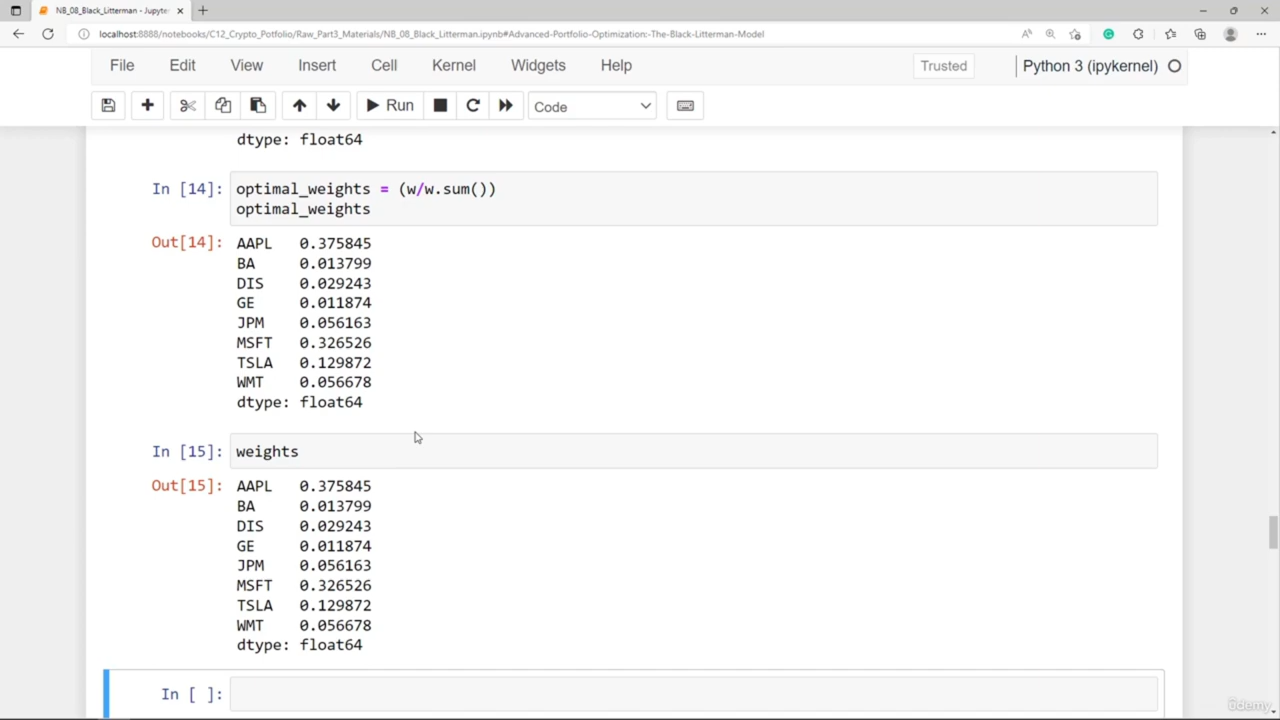 NB_08_Black_Litterman - Jupyte
localhost:8888/notebooks/C12_Crypto_Potfolio/Raw_Part3_Materials/NB_08_Black_Litterman.ipynb#Advanced-Portfolio-Optimization:-The-Black-Litterman-Model
File Edit View Insert Cell Kernel Widgets Help Trusted Python 3 (ipykernel)
Run Code
dtype: float64
In [14]: optimal_weights = (w/w.sum())
optimal_weights
Out[14]: AAPL 0.375845
BA 0.013799
DIS 0.029243
GE 0.011874
JPM 0.056163
MSFT 0.326526
TSLA 0.129872
WMT 0.056678
dtype: float64
In [15]: weights
Out[15]: AAPL 0.375845
BA 0.013799
DIS 0.029243
GE 0.011874
JPM 0.056163
MSFT 0.326526
TSLA 0.129872
WMT 0.056678
dtype: float64
In [ ]:
ûdemy